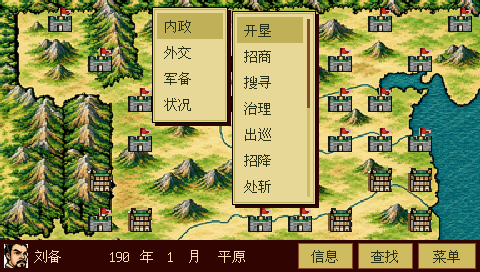 内政
外交
军备
状况
开垦
招商
搜寻
治理
出巡
招降
处斩
刘备 190 年 1 月 平原 信息 查找 菜单